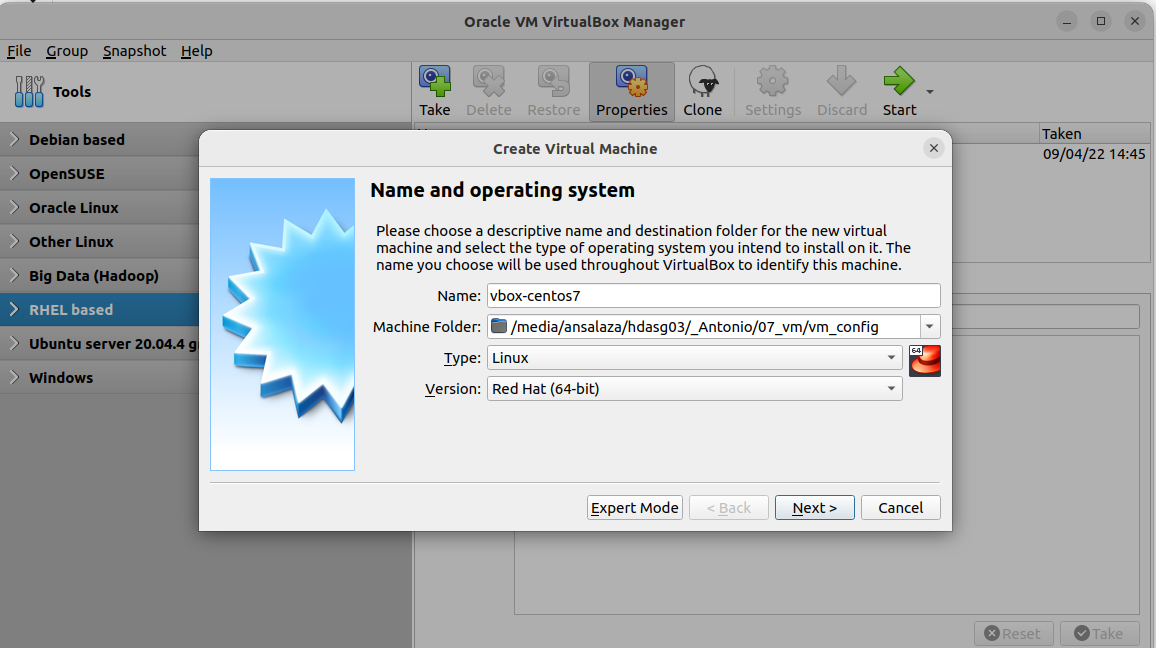 Oracle VM VirtualBox Manager
File Group Snapshot Help
Tools
Take Delete Restore Properties Clone Settings Discard Start
Taken
09/04/22 14:45
Debian based
OpenSUSE
Oracle Linux
Other Linux
Big Data (Hadoop)
RHEL based
Ubuntu server 20.04.4
Windows
Create Virtual Machine
Name and operating system
Please choose a descriptive name and destination folder for the new virtual
machine and select the type of operating system you intend to install on it. The
name you choose will be used throughout VirtualBox to identify this machine.
Name: vbox-centos7
Machine Folder: /media/ansalaza/hdasg03/_Antonio/07_vm/vm_config
Type: Linux
64
Version: Red Hat (64-bit)
Expert Mode < Back Next > Cancel
Reset Take